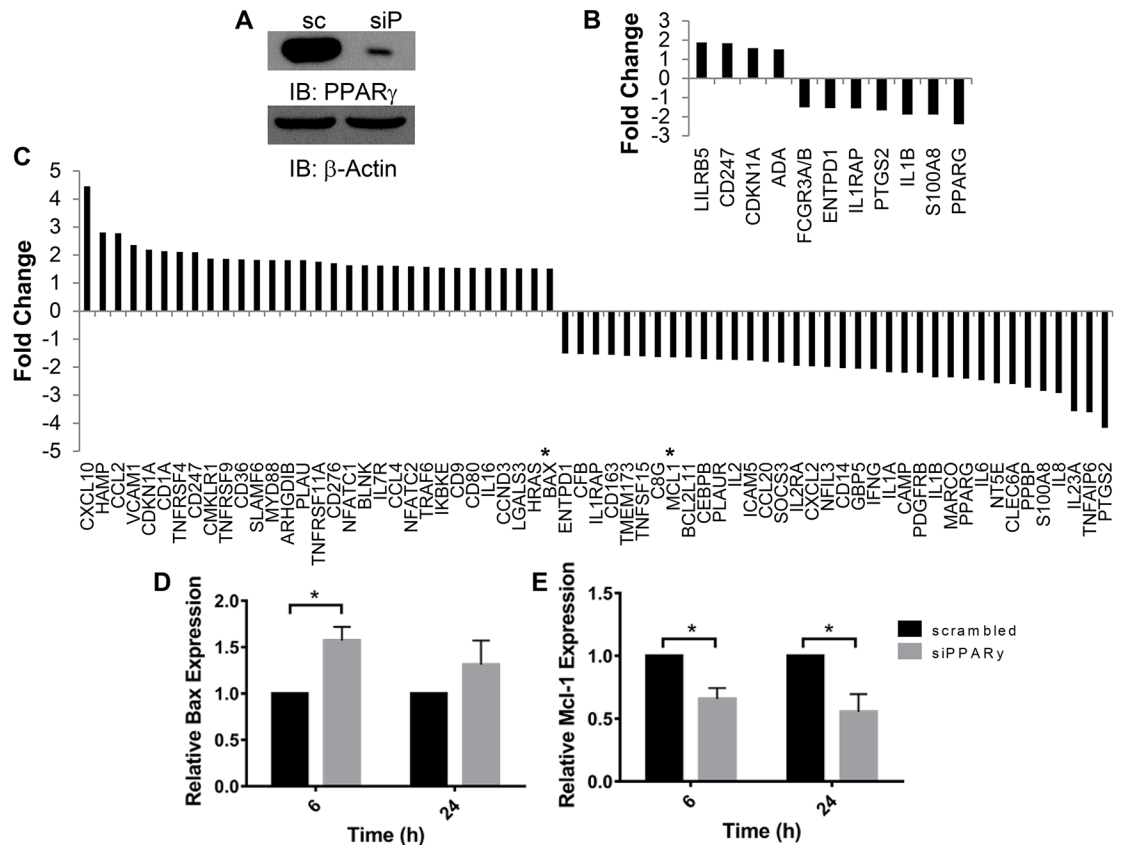 A
sc siP
IB: PPARγ
IB: β-Actin
B
Fold Change
3
2
1
0
-1
-2
-3
LILRB5
CD247
CDKN1A
ADA
FCGR3A/B
ENTPD1
IL1RAP
PTGS2
IL1B
S100A8
PPARG
C
Fold Change
5
4
3
2
1
0
-1
-2
-3
-4
-5
* *
CXCL10
HAMP
CCL2
VCAM1
CDKN1A
CD1A
TNFRSF4
CD247
CMKLR1
TNFRSF9
CD36
SLAMF6
MYD88
ARHGDIB
PLAU
TNFRSF11A
CD276
NFATC1
BLNK
IL7R
CCL4
NFATC2
TRAF6
IKBKE
CD9
CD80
IL16
CCND3
LGALS3
HRAS
BAX
ENTPD1
CFB
IL1RAP
CD163
TMEM173
TNFSF15
C8G
MCL1
BCL2L11
CEBPB
PLAUR
IL2
ICAM5
CCL20
SOCS3
IL2RA
CXCL2
NFIL3
CD14
GBP5
IFNG
IL1A
CAMP
PDGFRB
IL1B
MARCO
PPARG
IL6
NT5E
CLEC6A
PPBP
S100A8
IL8
IL23A
TNFAIP6
PTGS2
D
Relative Bax Expression
2.0
1.5
1.0
0.5
0.0
*
6 24
Time (h)
E
Relative Mcl-1 Expression
1.5
1.0
0.5
0.0
* *
6 24
Time (h)
scrambled
siPPARy